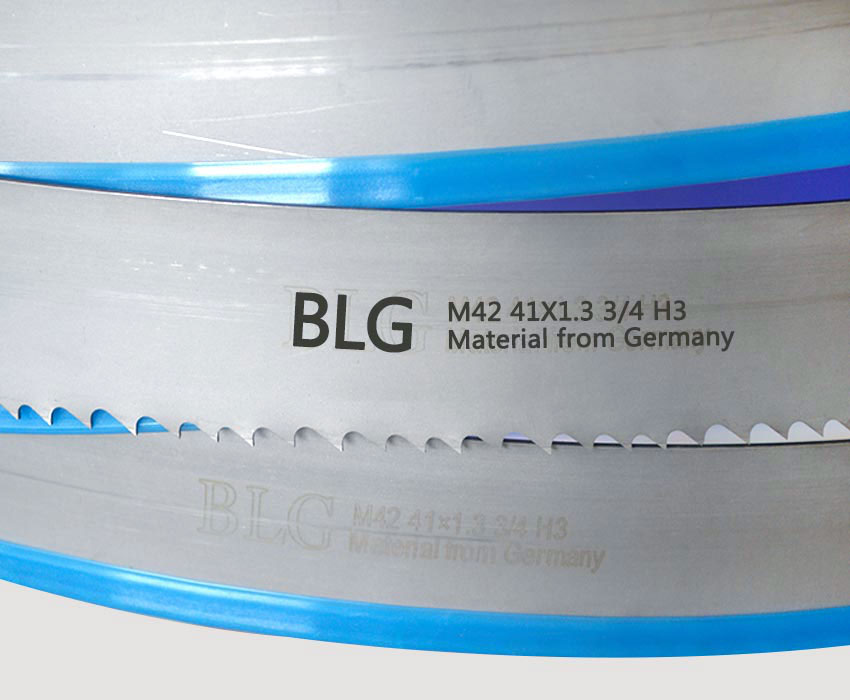 BLG
M42 41X1.3 3/4 H3
Material from Germany
BLG
M42 41×1.3 3/4 H3
Material from Germany